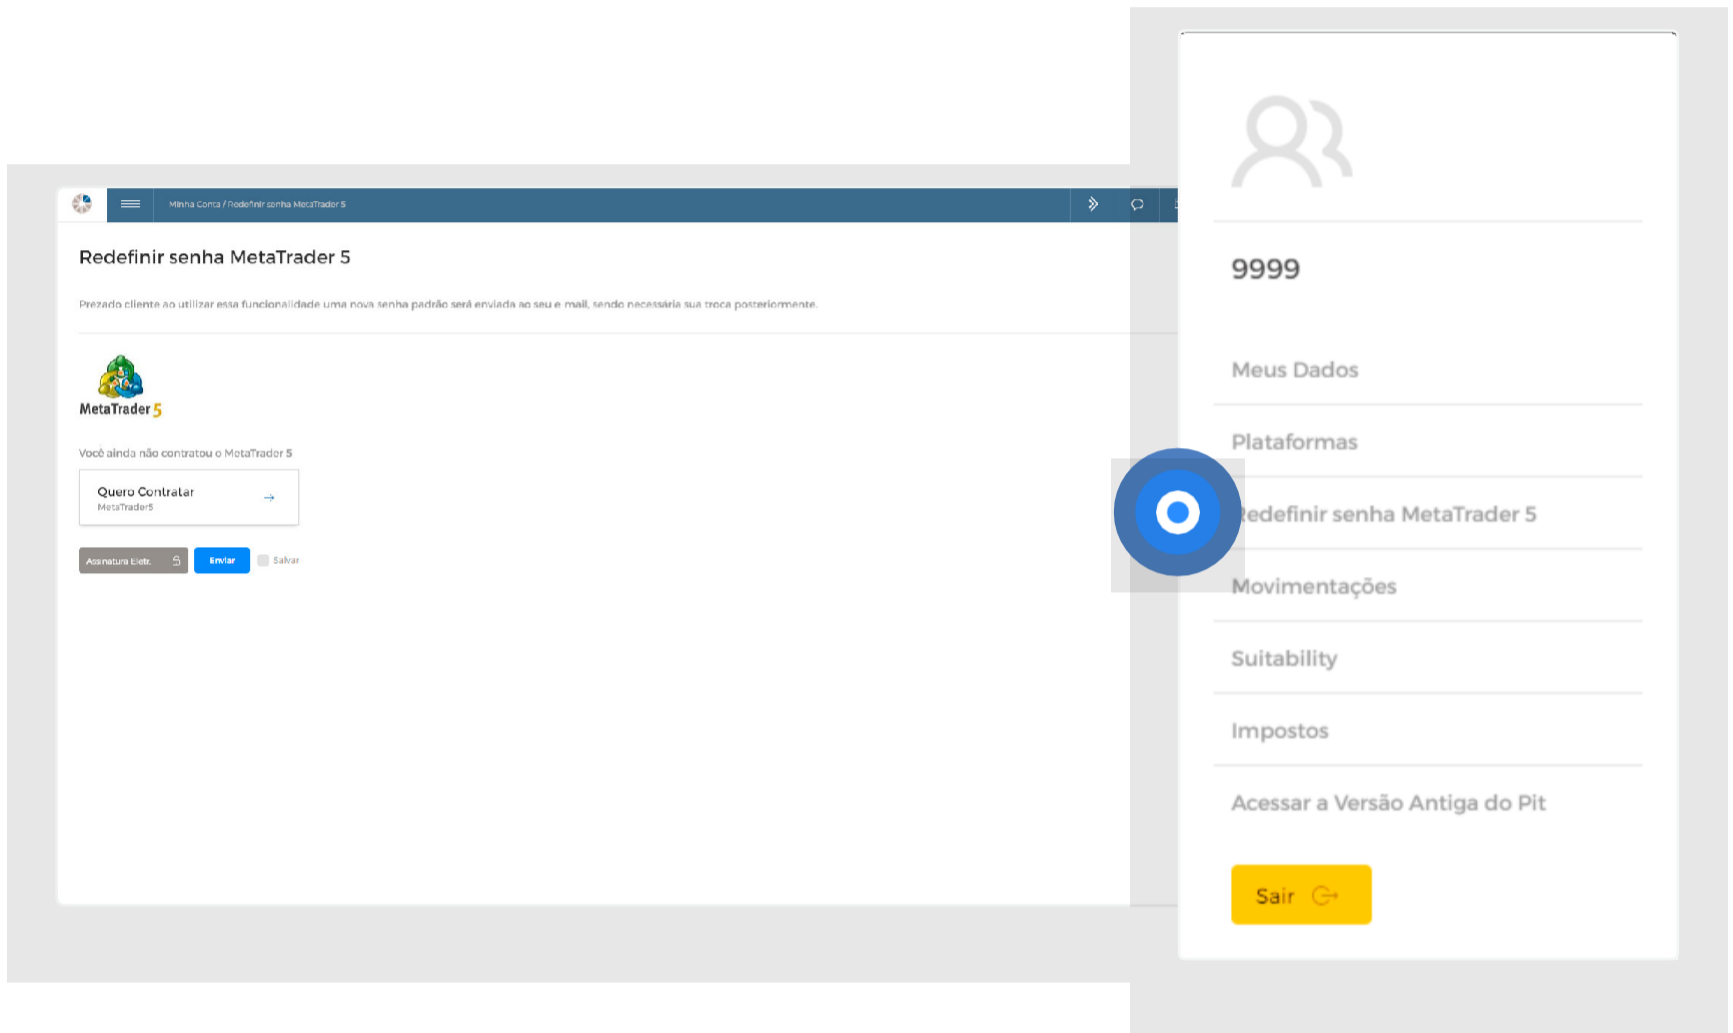 Minha Conta / Redefinir senha MetaTrader 5
Redefinir senha MetaTrader 5
Prezado cliente ao utilizar essa funcionalidade uma nova senha padrão será enviada ao seu e-mail, sendo necessária sua troca posteriormente.
MetaTrader 5
Você ainda não contratou o MetaTrader 5
Quero Contratar
MetaTrader5
Assinatura Eletr.
Enviar
Salvar
9999
Meus Dados
Plataformas
Redefinir senha MetaTrader 5
Movimentações
Suitability
Impostos
Acessar a Versão Antiga do Pit
Sair